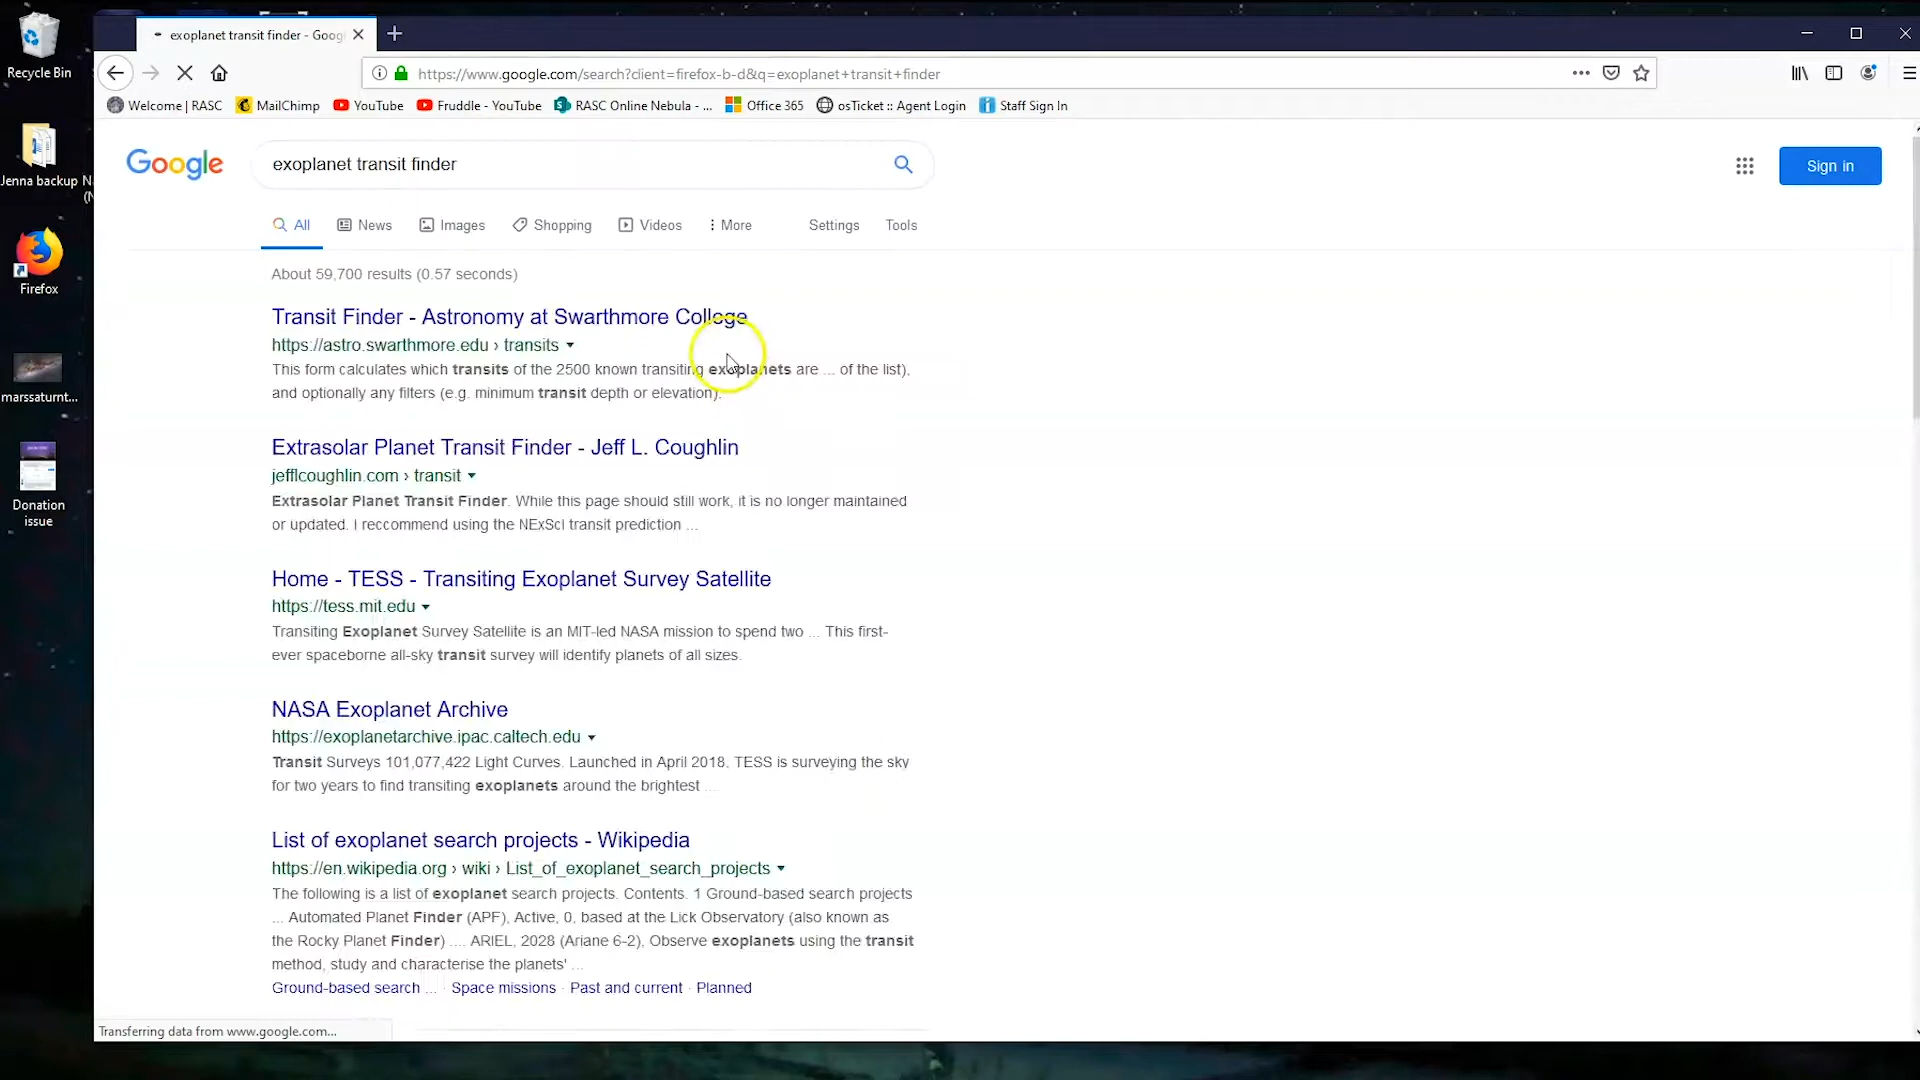 exoplanet transit finder - Googl
Recycle Bin
https://www.google.com/search?client=firefox-b-d&q=exoplanet+transit+finder
Welcome | RASC MailChimp YouTube Fruddle - YouTube RASC Online Nebula - ... Office 365 osTicket :: Agent Login Staff Sign In
Google
exoplanet transit finder
Sign in
Jenna backup
All News Images Shopping Videos More Settings Tools
Firefox
About 59,700 results (0.57 seconds)
Transit Finder - Astronomy at Swarthmore College
https://astro.swarthmore.edu › transits
This form calculates which transits of the 2500 known transiting exoplanets are ... of the list),
and optionally any filters (e.g. minimum transit depth or elevation).
marssaturnt...
Extrasolar Planet Transit Finder - Jeff L. Coughlin
jefflcoughlin.com › transit
Extrasolar Planet Transit Finder. While this page should still work, it is no longer maintained
or updated. I reccommend using the NExScI transit prediction ...
Donation
issue
Home - TESS - Transiting Exoplanet Survey Satellite
https://tess.mit.edu
Transiting Exoplanet Survey Satellite is an MIT-led NASA mission to spend two ... This first-
ever spaceborne all-sky transit survey will identify planets of all sizes.
NASA Exoplanet Archive
https://exoplanetarchive.ipac.caltech.edu
Transit Surveys 101,077,422 Light Curves. Launched in April 2018. TESS is surveying the sky
for two years to find transiting exoplanets around the brightest ...
List of exoplanet search projects - Wikipedia
https://en.wikipedia.org › wiki › List_of_exoplanet_search_projects
The following is a list of exoplanet search projects. Contents. 1 Ground-based search projects
... Automated Planet Finder (APF), Active, 0, based at the Lick Observatory (also known as
the Rocky Planet Finder) .... ARIEL, 2028 (Ariane 6-2), Observe exoplanets using the transit
method, study and characterise the planets' ...
Ground-based search ... · Space missions · Past and current · Planned
Transferring data from www.google.com...